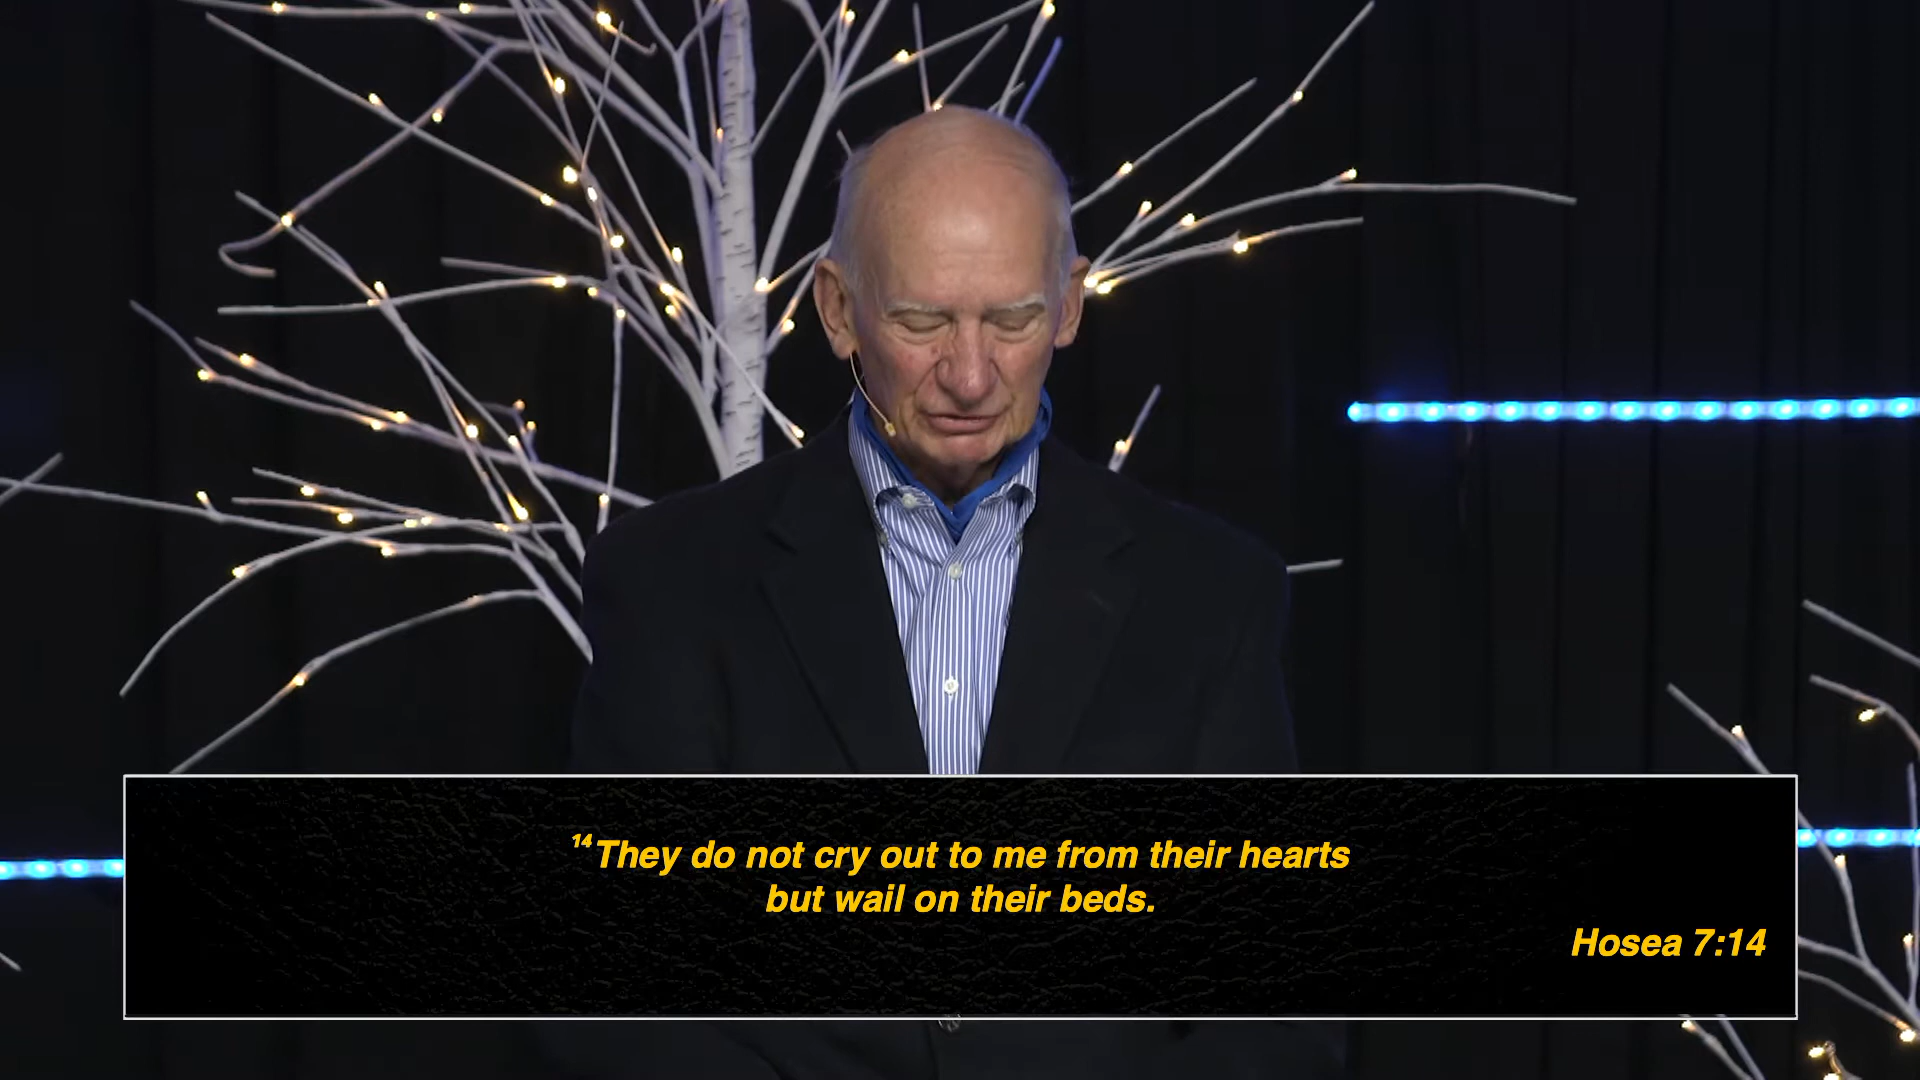 ¹⁴They do not cry out to me from their hearts
but wail on their beds.
Hosea 7:14